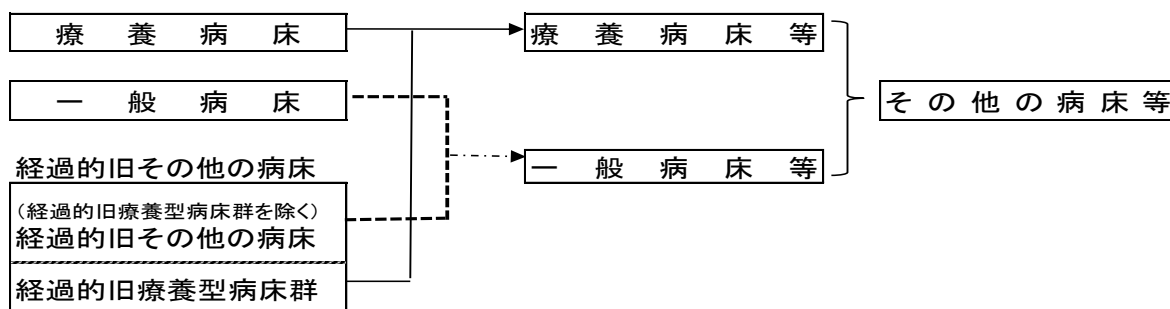 療養病床
療養病床等
その他の病床等
一般病床
一般病床等
経過的旧その他の病床
（経過的旧療養型病床群を除く）
経過的旧その他の病床
経過的旧療養型病床群